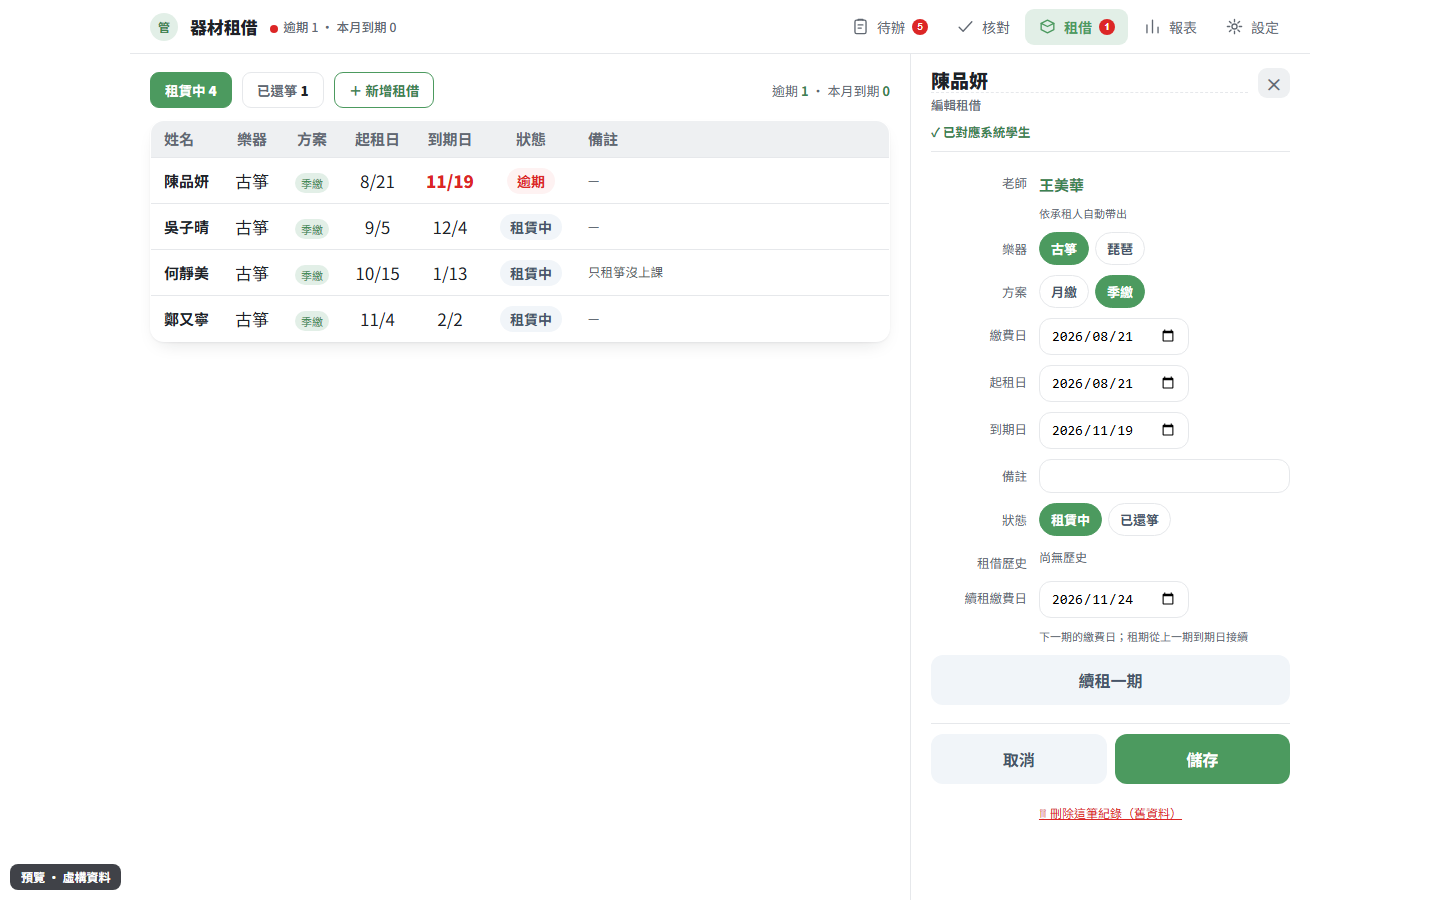 管 器材租借 逾期 1 · 本月到期 0
待辦 5 核對 租借 1 報表 設定
租賃中 4 已還箏 1 ＋ 新增租借 逾期 1 · 本月到期 0
姓名 樂器 方案 起租日 到期日 狀態 備註
陳品妍 古箏 季繳 8/21 11/19 逾期 —
吳子晴 古箏 季繳 9/5 12/4 租賃中 —
何靜美 古箏 季繳 10/15 1/13 租賃中 只租箏沒上課
鄭又寧 古箏 季繳 11/4 2/2 租賃中 —
陳品妍
編輯租借
✓ 已對應系統學生
老師 王美華
依承租人自動帶出
樂器 古箏 琵琶
方案 月繳 季繳
繳費日 2026/08/21
起租日 2026/08/21
到期日 2026/11/19
備註
狀態 租賃中 已還箏
租借歷史 尚無歷史
續租繳費日 2026/11/24
下一期的繳費日；租期從上一期到期日接續
續租一期
取消 儲存
刪除這筆紀錄（舊資料）
預覽 · 虛構資料